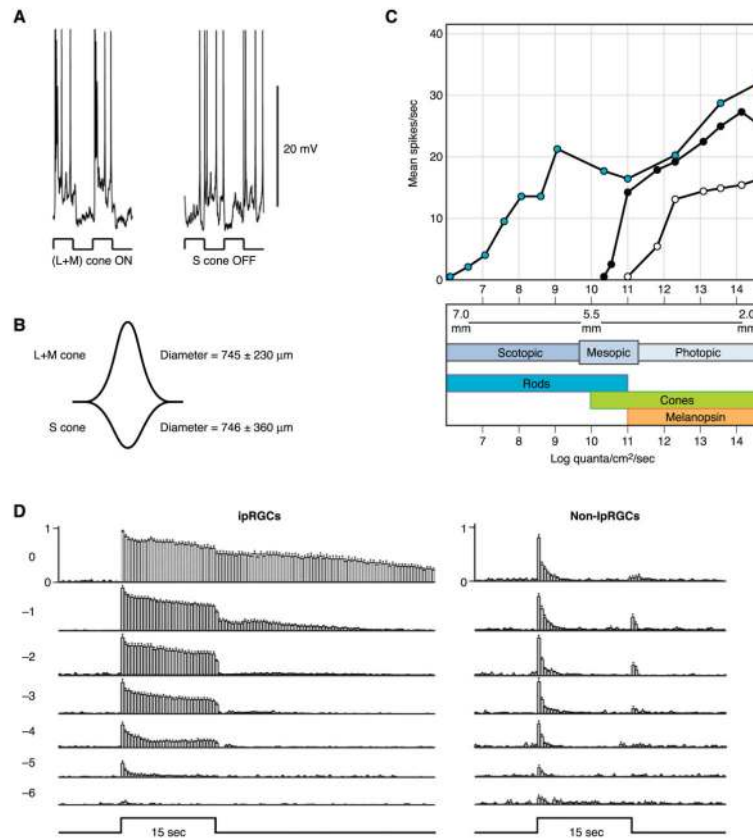 A
20 mV
(L+M) cone ON
S cone OFF
B
L+M cone
Diameter = 745 ± 230 µm
S cone
Diameter = 746 ± 360 µm
C
Mean spikes/sec
40
30
20
10
0
7 8 9 10 11 12 13 14
7.0 mm
5.5 mm
2.0 mm
Scotopic
Mesopic
Photopic
Rods
Cones
Melanopsin
7 8 9 10 11 12 13 14
Log quanta/cm²/sec
D
ipRGCs
Non-IpRGCs
1
0
0
1
0
–1
–2
–3
–4
–5
–6
15 sec
15 sec